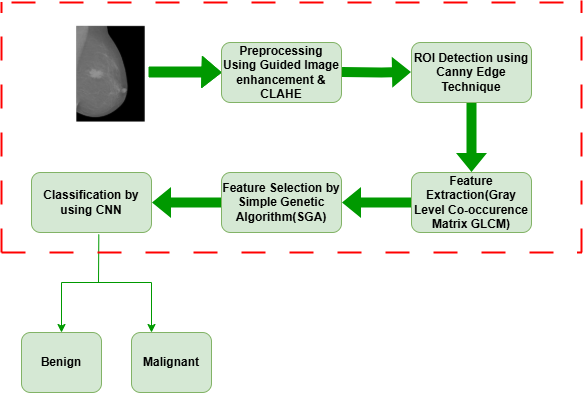 Preprocessing
Using Guided Image
enhancement &
CLAHE
ROI Detection using
Canny Edge
Technique
Feature
Extraction(Gray
Level Co-occurence
Matrix GLCM)
Feature Selection by
Simple Genetic
Algorithm(SGA)
Classification by
using CNN
Benign
Malignant